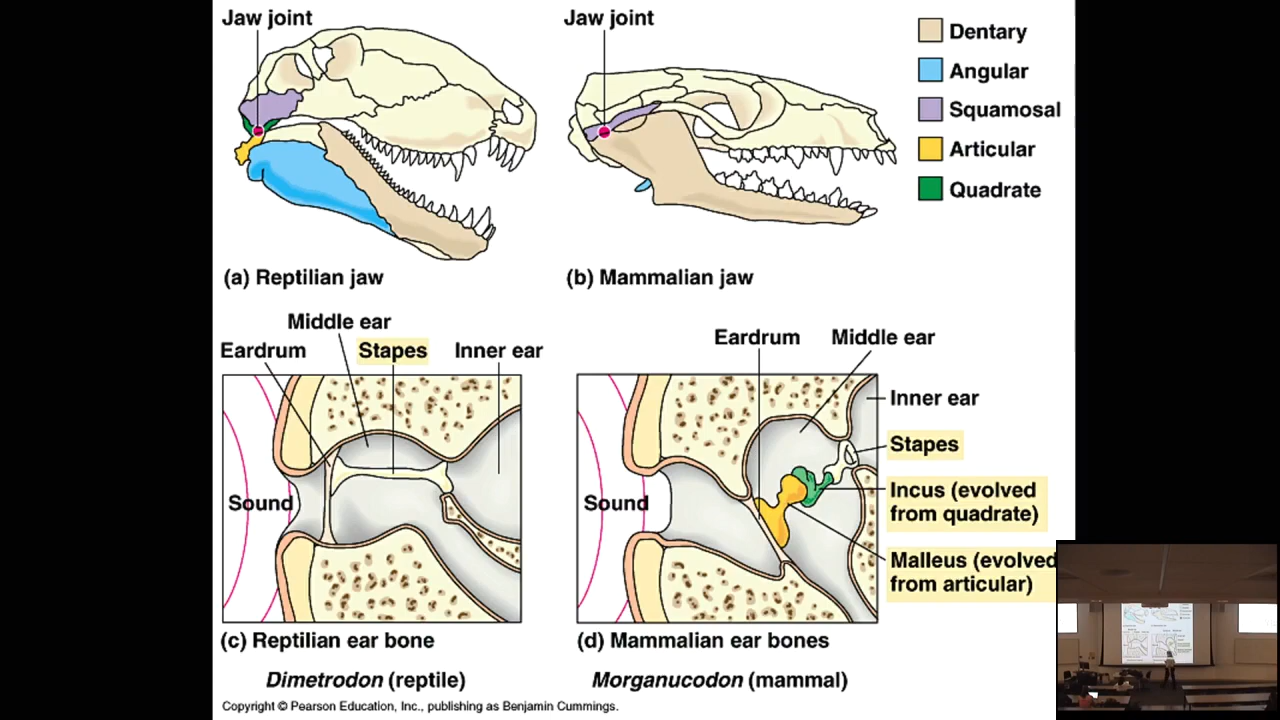 Jaw joint
Jaw joint
Dentary
Angular
Squamosal
Articular
Quadrate
(a) Reptilian jaw
(b) Mammalian jaw
Middle ear
Eardrum
Stapes
Inner ear
Sound
(c) Reptilian ear bone
Dimetrodon (reptile)
Eardrum
Middle ear
Inner ear
Stapes
Incus (evolved
from quadrate)
Malleus (evolved
from articular)
Sound
(d) Mammalian ear bones
Morganucodon (mammal)
Copyright © Pearson Education, Inc., publishing as Benjamin Cummings.